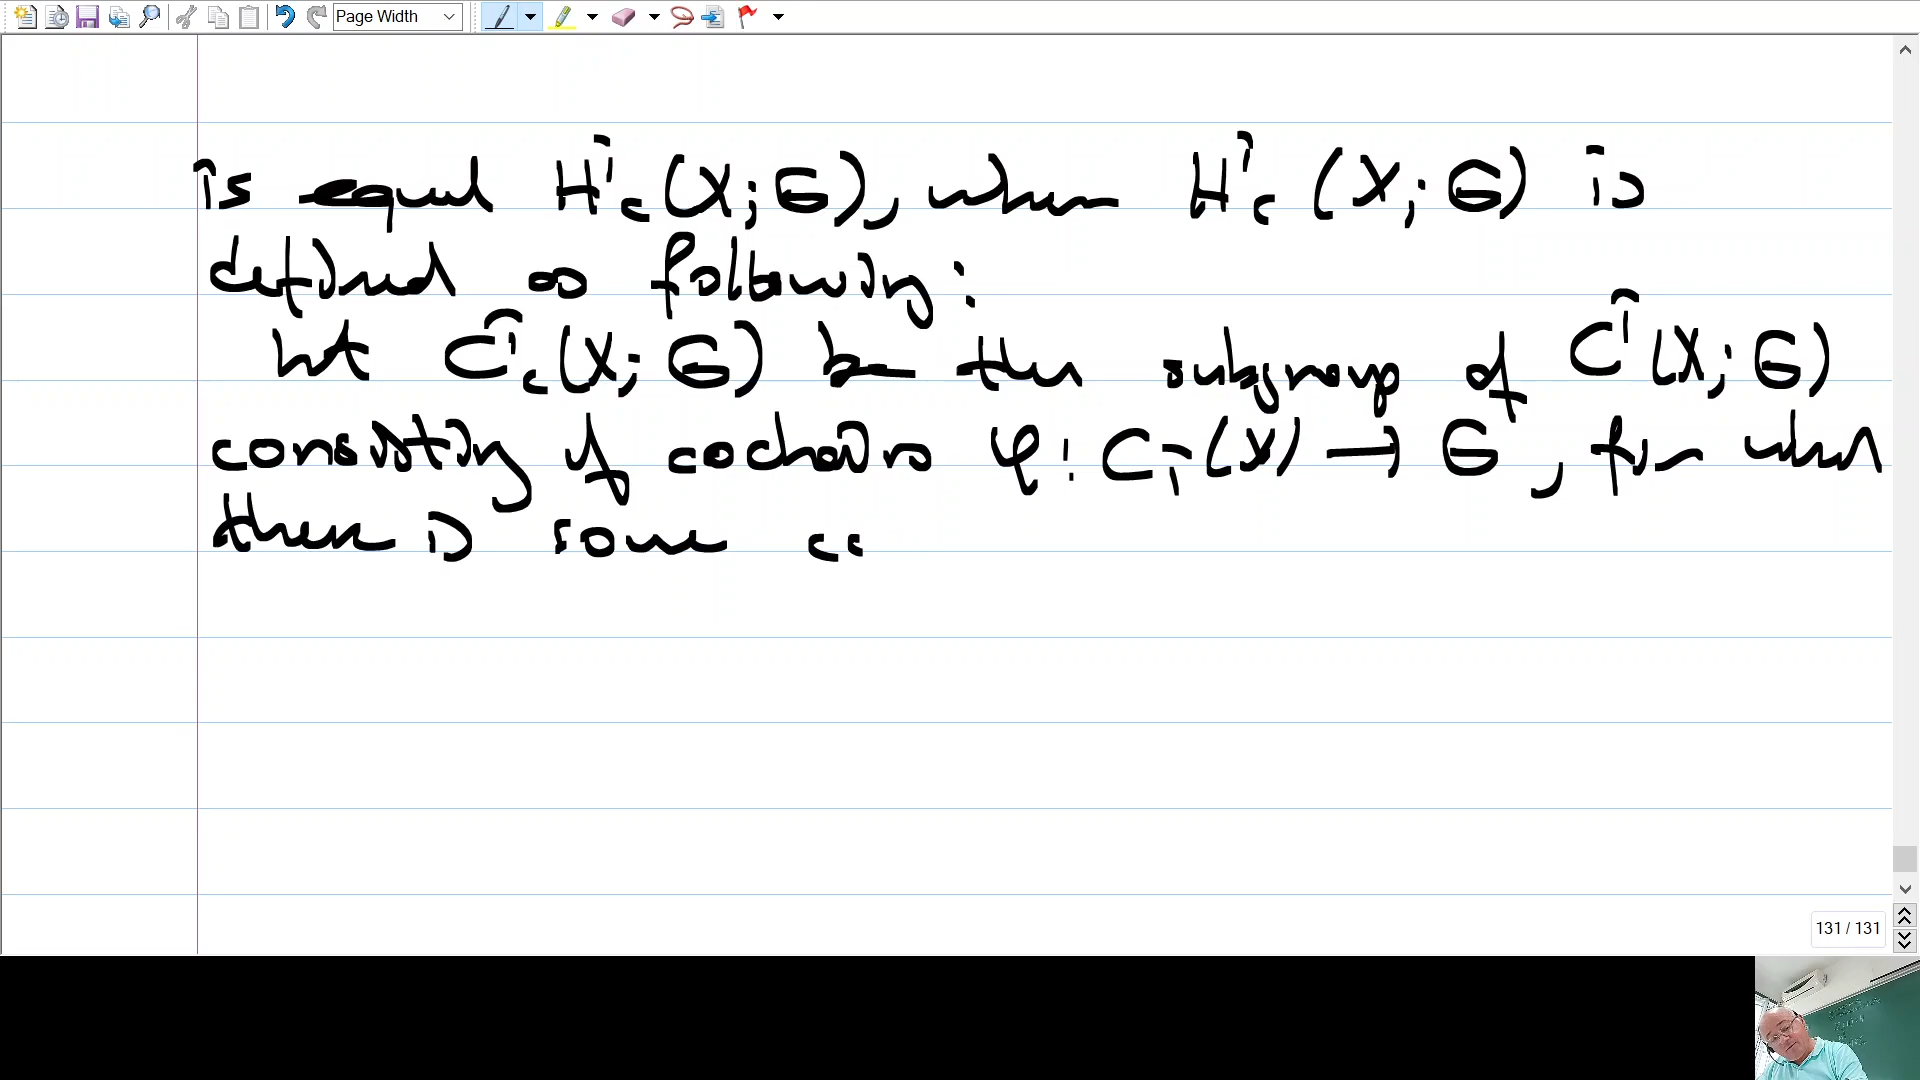 Page Width
is equal H^i_c(X; G), where H^i_c(X; G) is
defined as following:
let C^i_c(X; G) be the subgroup of C^i(X; G)
consisting of cochains φ: C_i(X) → G, for which
there is some co
131 / 131